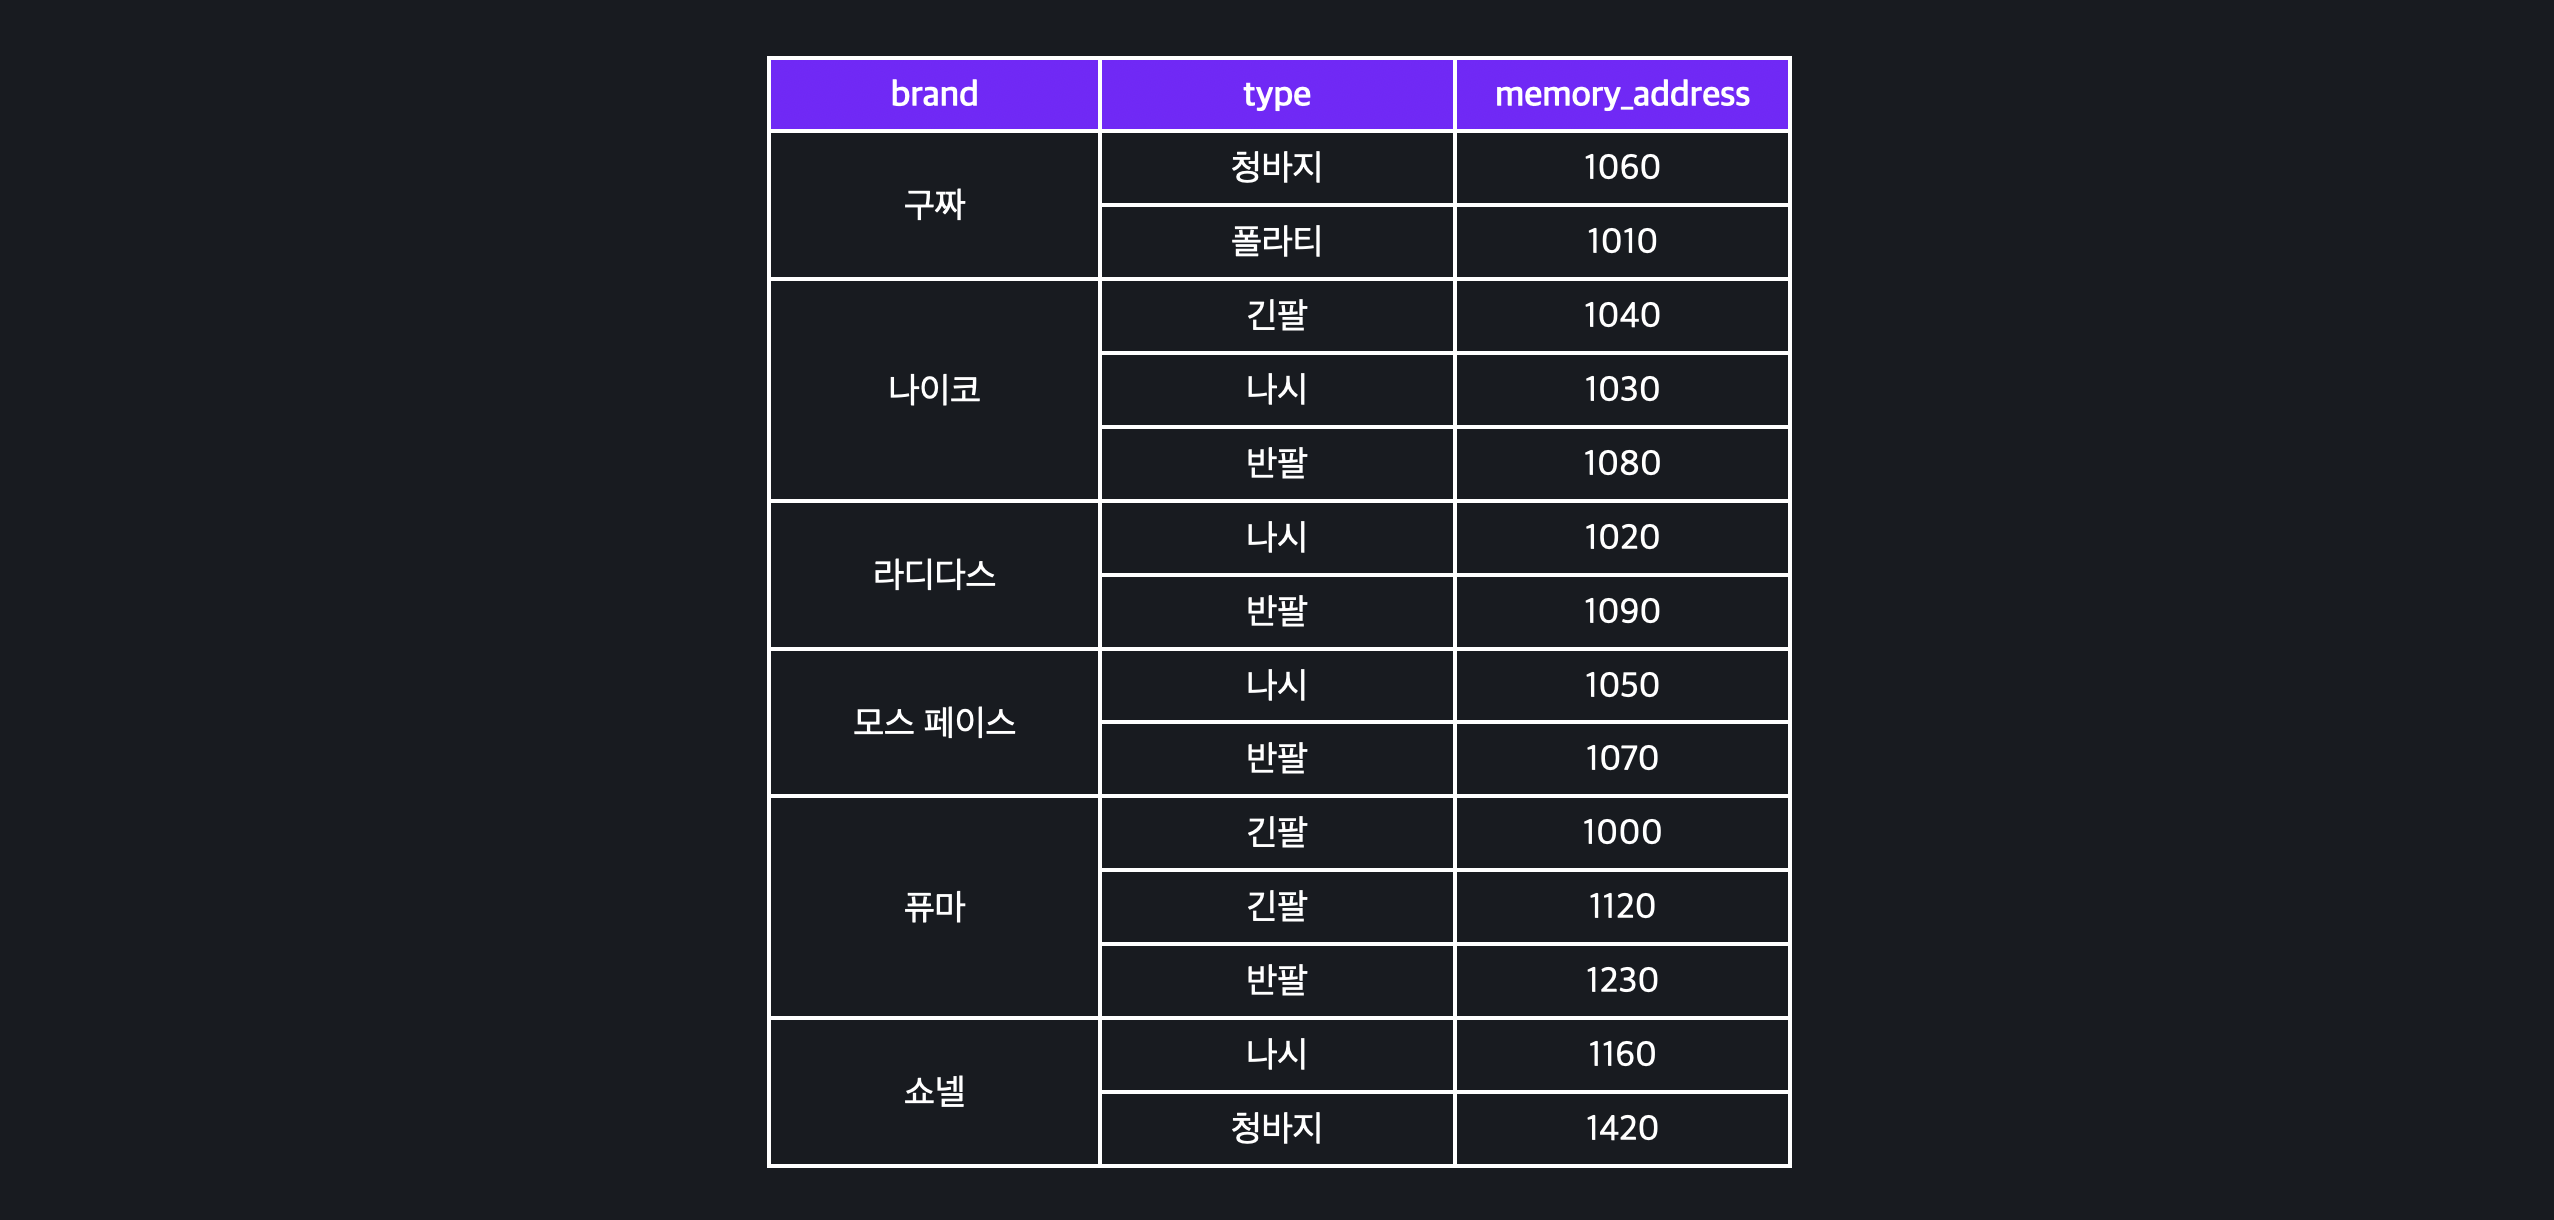 brand type memory_address
구짜 청바지 1060
폴라티 1010
나이코 긴팔 1040
나시 1030
반팔 1080
라디다스 나시 1020
반팔 1090
모스 페이스 나시 1050
반팔 1070
퓨마 긴팔 1000
긴팔 1120
반팔 1230
쇼넬 나시 1160
청바지 1420